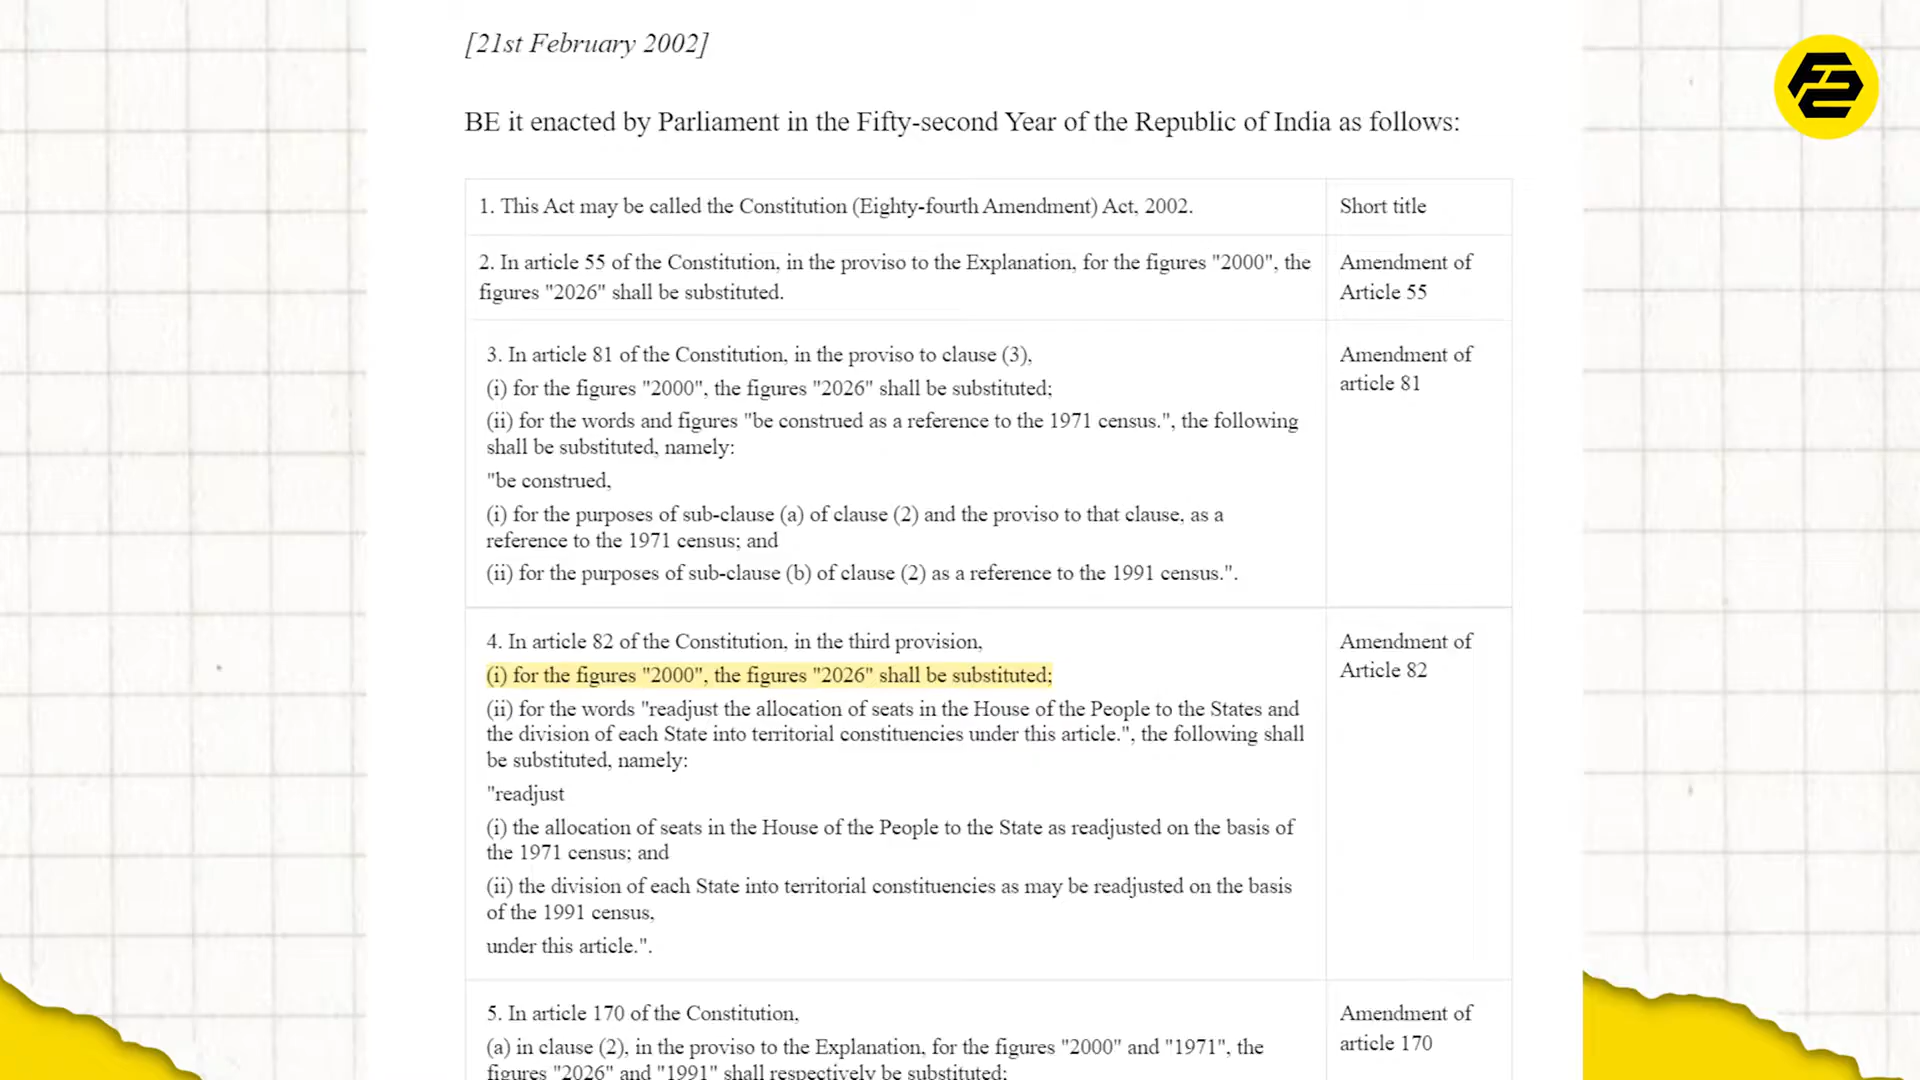 [21st February 2002]
BE it enacted by Parliament in the Fifty-second Year of the Republic of India as follows:
1. This Act may be called the Constitution (Eighty-fourth Amendment) Act, 2002.
Short title
2. In article 55 of the Constitution, in the proviso to the Explanation, for the figures "2000", the
figures "2026" shall be substituted.
Amendment of
Article 55
3. In article 81 of the Constitution, in the proviso to clause (3),
(i) for the figures "2000", the figures "2026" shall be substituted;
(ii) for the words and figures "be construed as a reference to the 1971 census.", the following
shall be substituted, namely:
"be construed,
(i) for the purposes of sub-clause (a) of clause (2) and the proviso to that clause, as a
reference to the 1971 census; and
(ii) for the purposes of sub-clause (b) of clause (2) as a reference to the 1991 census.".
Amendment of
article 81
4. In article 82 of the Constitution, in the third provision,
(i) for the figures "2000", the figures "2026" shall be substituted;
(ii) for the words "readjust the allocation of seats in the House of the People to the States and
the division of each State into territorial constituencies under this article.", the following shall
be substituted, namely:
"readjust
(i) the allocation of seats in the House of the People to the State as readjusted on the basis of
the 1971 census; and
(ii) the division of each State into territorial constituencies as may be readjusted on the basis
of the 1991 census,
under this article.".
Amendment of
Article 82
5. In article 170 of the Constitution,
(a) in clause (2), in the proviso to the Explanation, for the figures "2000" and "1971", the
figures "2026" and "1991" shall respectively be substituted;
Amendment of
article 170